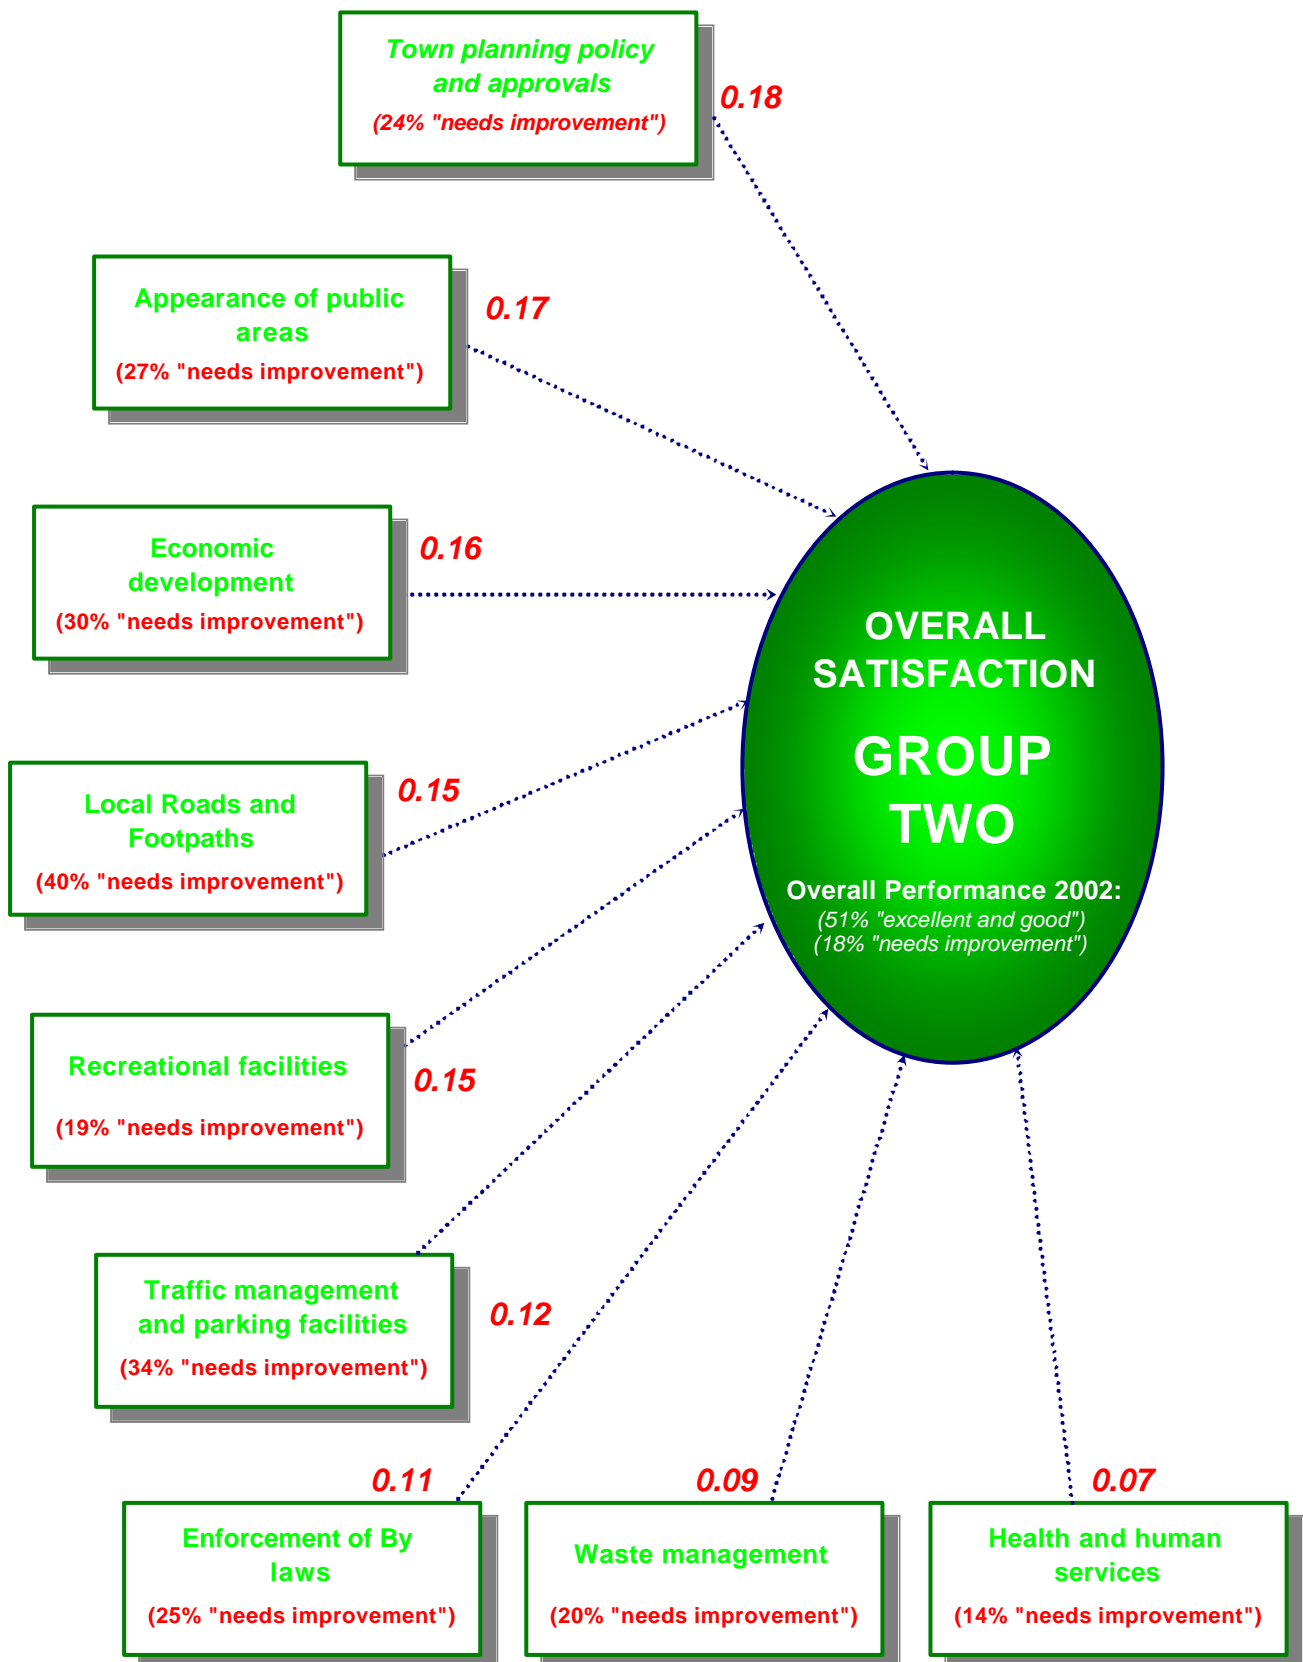 Town planning policy
and approvals
(24% "needs improvement")
0.18
Appearance of public
areas
(27% "needs improvement")
0.17
Economic
development
(30% "needs improvement")
0.16
Local Roads and
Footpaths
(40% "needs improvement")
0.15
Recreational facilities
(19% "needs improvement")
0.15
Traffic management
and parking facilities
(34% "needs improvement")
0.12
Enforcement of By
laws
(25% "needs improvement")
0.11
Waste management
(20% "needs improvement")
0.09
Health and human
services
(14% "needs improvement")
0.07
OVERALL
SATISFACTION
GROUP
TWO
Overall Performance 2002:
(51% "excellent and good")
(18% "needs improvement")